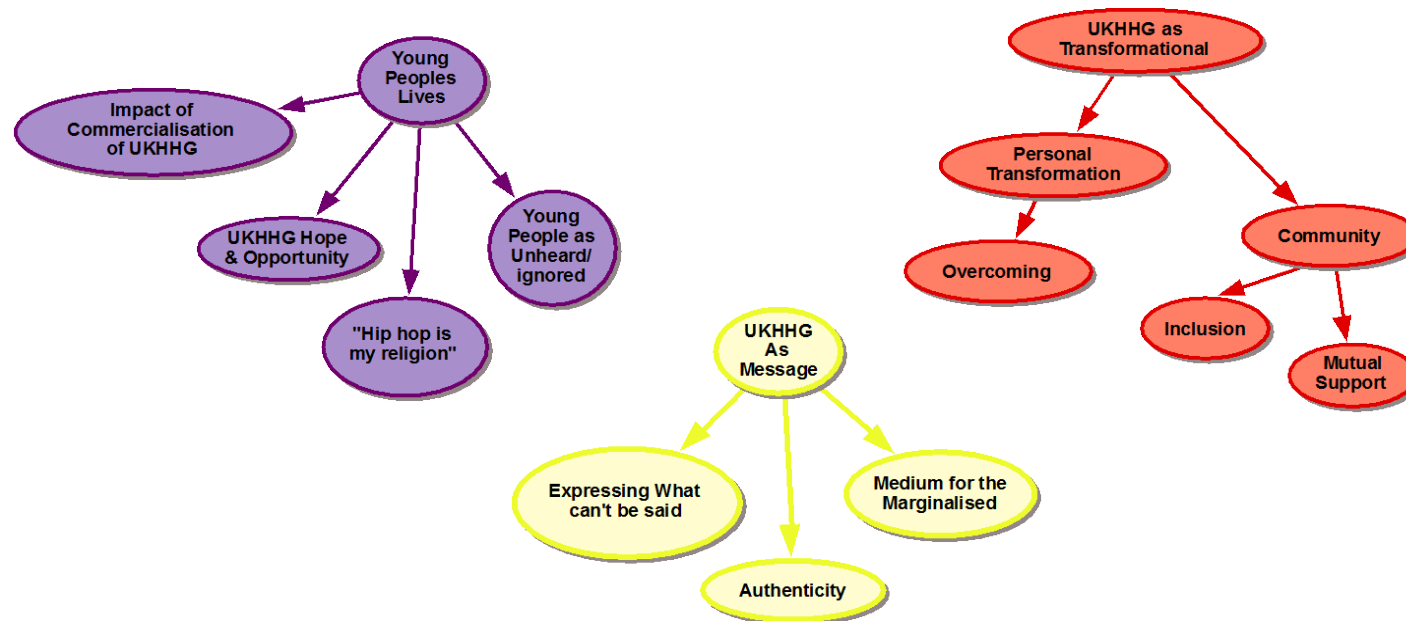 Young
Peoples
Lives
Impact of
Commercialisation
of UKHHG
UKHHG Hope
& Opportunity
"Hip hop is
my religion"
Young
People as
Unheard/
ignored
UKHHG
As
Message
Expressing What
can't be said
Authenticity
Medium for the
Marginalised
UKHHG as
Transformational
Personal
Transformation
Overcoming
Community
Inclusion
Mutual
Support